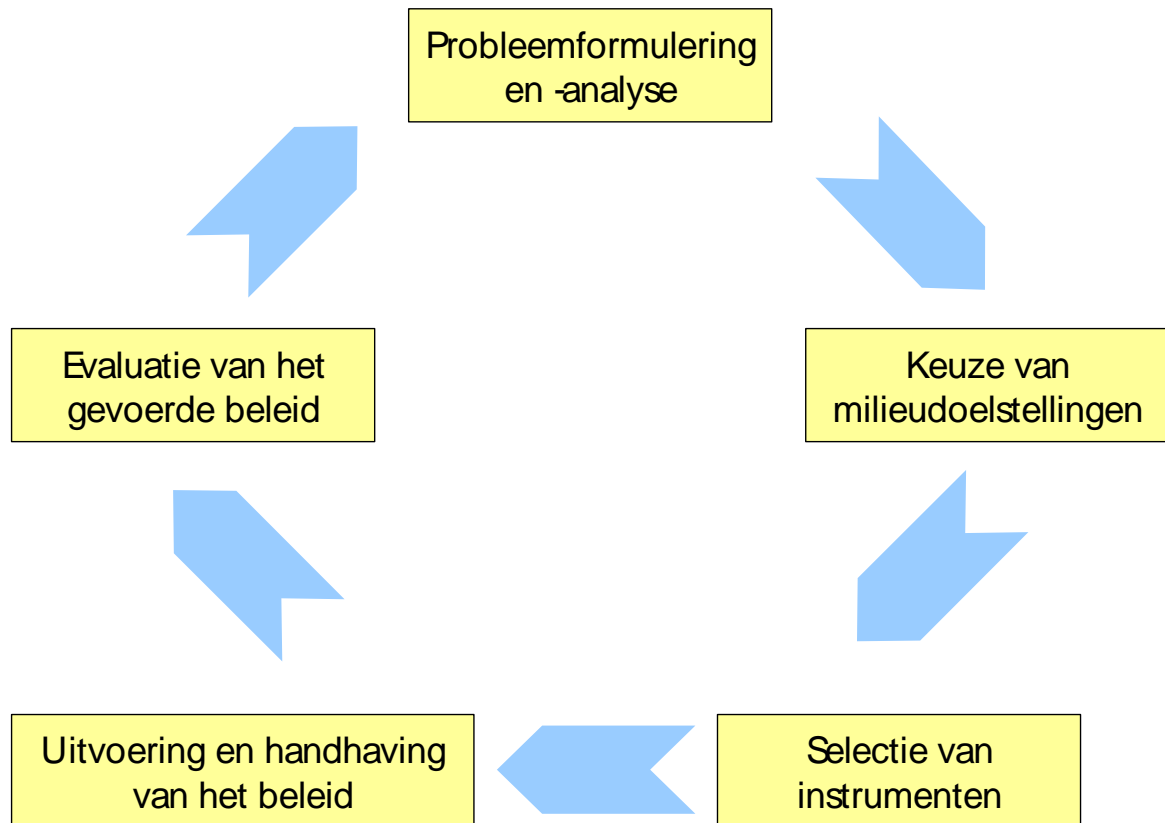 Probleemformulering
en -analyse
Keuze van
milieudoelstellingen
Selectie van
instrumenten
Uitvoering en handhaving
van het beleid
Evaluatie van het
gevoerde beleid